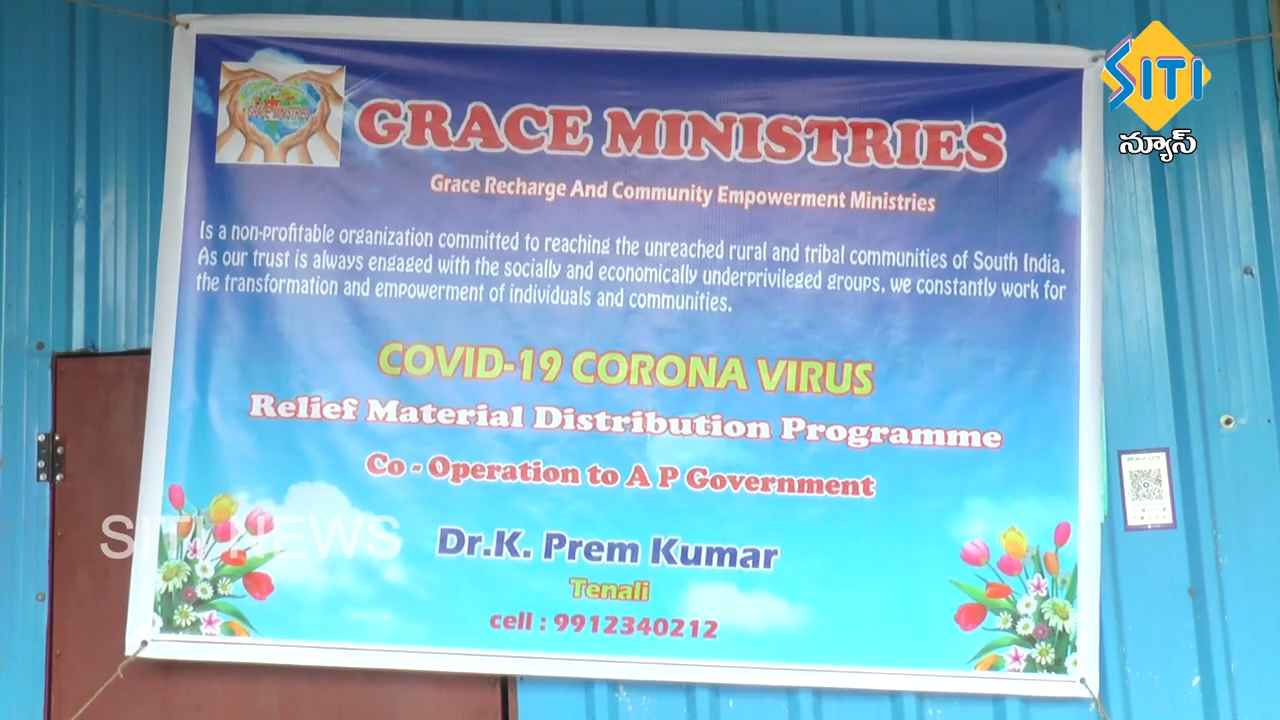 SITI
న్యూస్
GRACE MINISTRIES
GRACE MINISTRIES
Grace Recharge And Community Empowerment Ministries
Is a non-profitable organization committed to reaching the unreached rural and tribal communities of South India.
As our trust is always engaged with the socially and economically underprivileged groups, we constantly work for
the transformation and empowerment of individuals and communities.
COVID-19 CORONA VIRUS
Relief Material Distribution Programme
Co - Operation to A P Government
SITI NEWS
Dr.K. Prem Kumar
Tenali
cell : 9912340212